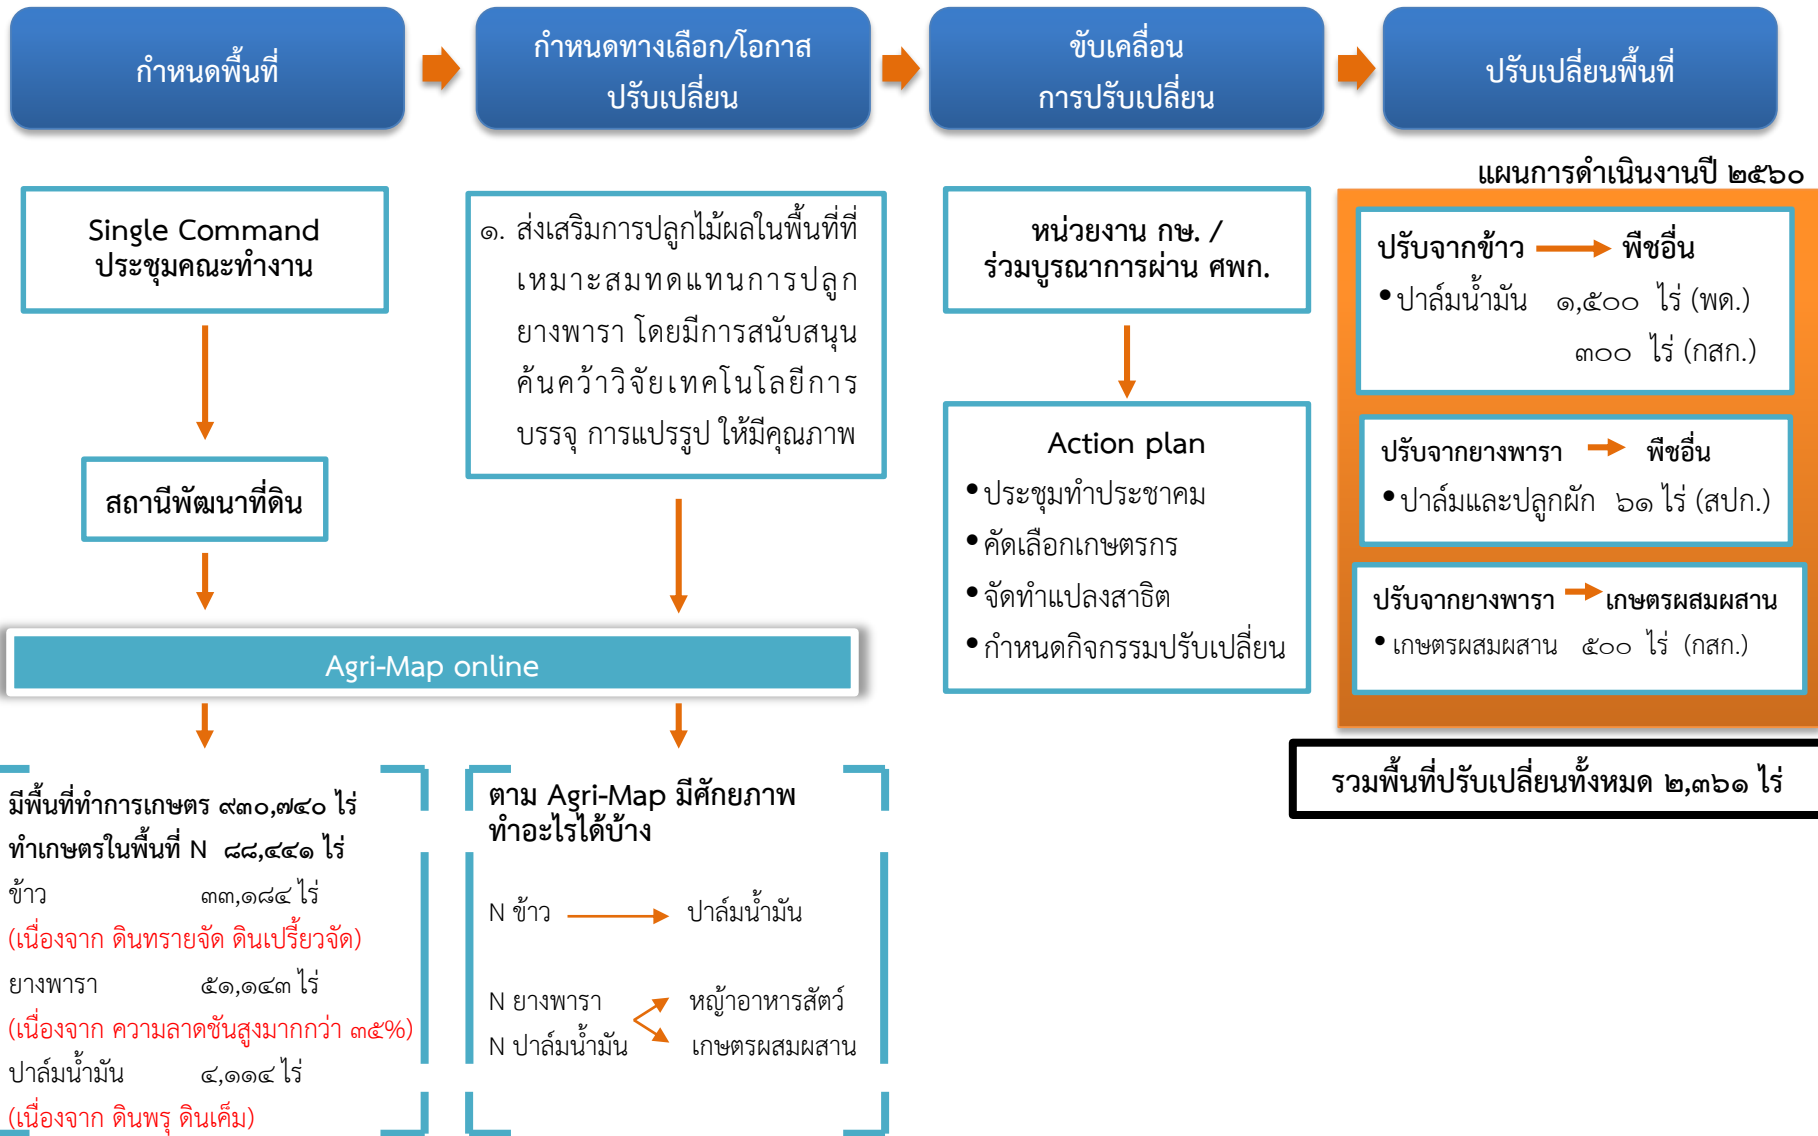 กำหนดพื้นที่
กำหนดทางเลือก/โอกาส
ปรับเปลี่ยน
ขับเคลื่อน
การปรับเปลี่ยน
ปรับเปลี่ยนพื้นที่
Single Command
ประชุมคณะทำงาน
สถานีพัฒนาที่ดิน
๑. ส่งเสริมการปลูกไม้ผลในพื้นที่ที่
เหมาะสมทดแทนการปลูก
ยางพารา โดยมีการสนับสนุน
ค้นคว้าวิจัยเทคโนโลยีการ
บรรจุ การแปรรูป ให้มีคุณภาพ
Agri-Map online
มีพื้นที่ทำการเกษตร ๙๓๐,๗๔๐ ไร่
ทำเกษตรในพื้นที่ N ๘๘,๔๔๑ ไร่
ข้าว ๓๓,๑๘๔ ไร่
(เนื่องจาก ดินทรายจัด ดินเปรี้ยวจัด)
ยางพารา ๕๑,๑๔๓ ไร่
(เนื่องจาก ความลาดชันสูงมากกว่า ๓๕%)
ปาล์มน้ำมัน ๔,๑๑๔ ไร่
(เนื่องจาก ดินพรุ ดินเค็ม)
ตาม Agri-Map มีศักยภาพ
ทำอะไรได้บ้าง
N ข้าว ปาล์มน้ำมัน
N ยางพารา หญ้าอาหารสัตว์
N ปาล์มน้ำมัน เกษตรผสมผสาน
หน่วยงาน กษ. /
ร่วมบูรณาการผ่าน ศพก.
Action plan
• ประชุมทำประชาคม
• คัดเลือกเกษตรกร
• จัดทำแปลงสาธิต
• กำหนดกิจกรรมปรับเปลี่ยน
แผนการดำเนินงานปี ๒๕๖๐
ปรับจากข้าว พืชอื่น
• ปาล์มน้ำมัน ๑,๕๐๐ ไร่ (พด.)
๓๐๐ ไร่ (กสก.)
ปรับจากยางพารา พืชอื่น
• ปาล์มและปลูกผัก ๖๑ ไร่ (สปก.)
ปรับจากยางพารา เกษตรผสมผสาน
• เกษตรผสมผสาน ๕๐๐ ไร่ (กสก.)
รวมพื้นที่ปรับเปลี่ยนทั้งหมด ๒,๓๖๑ ไร่